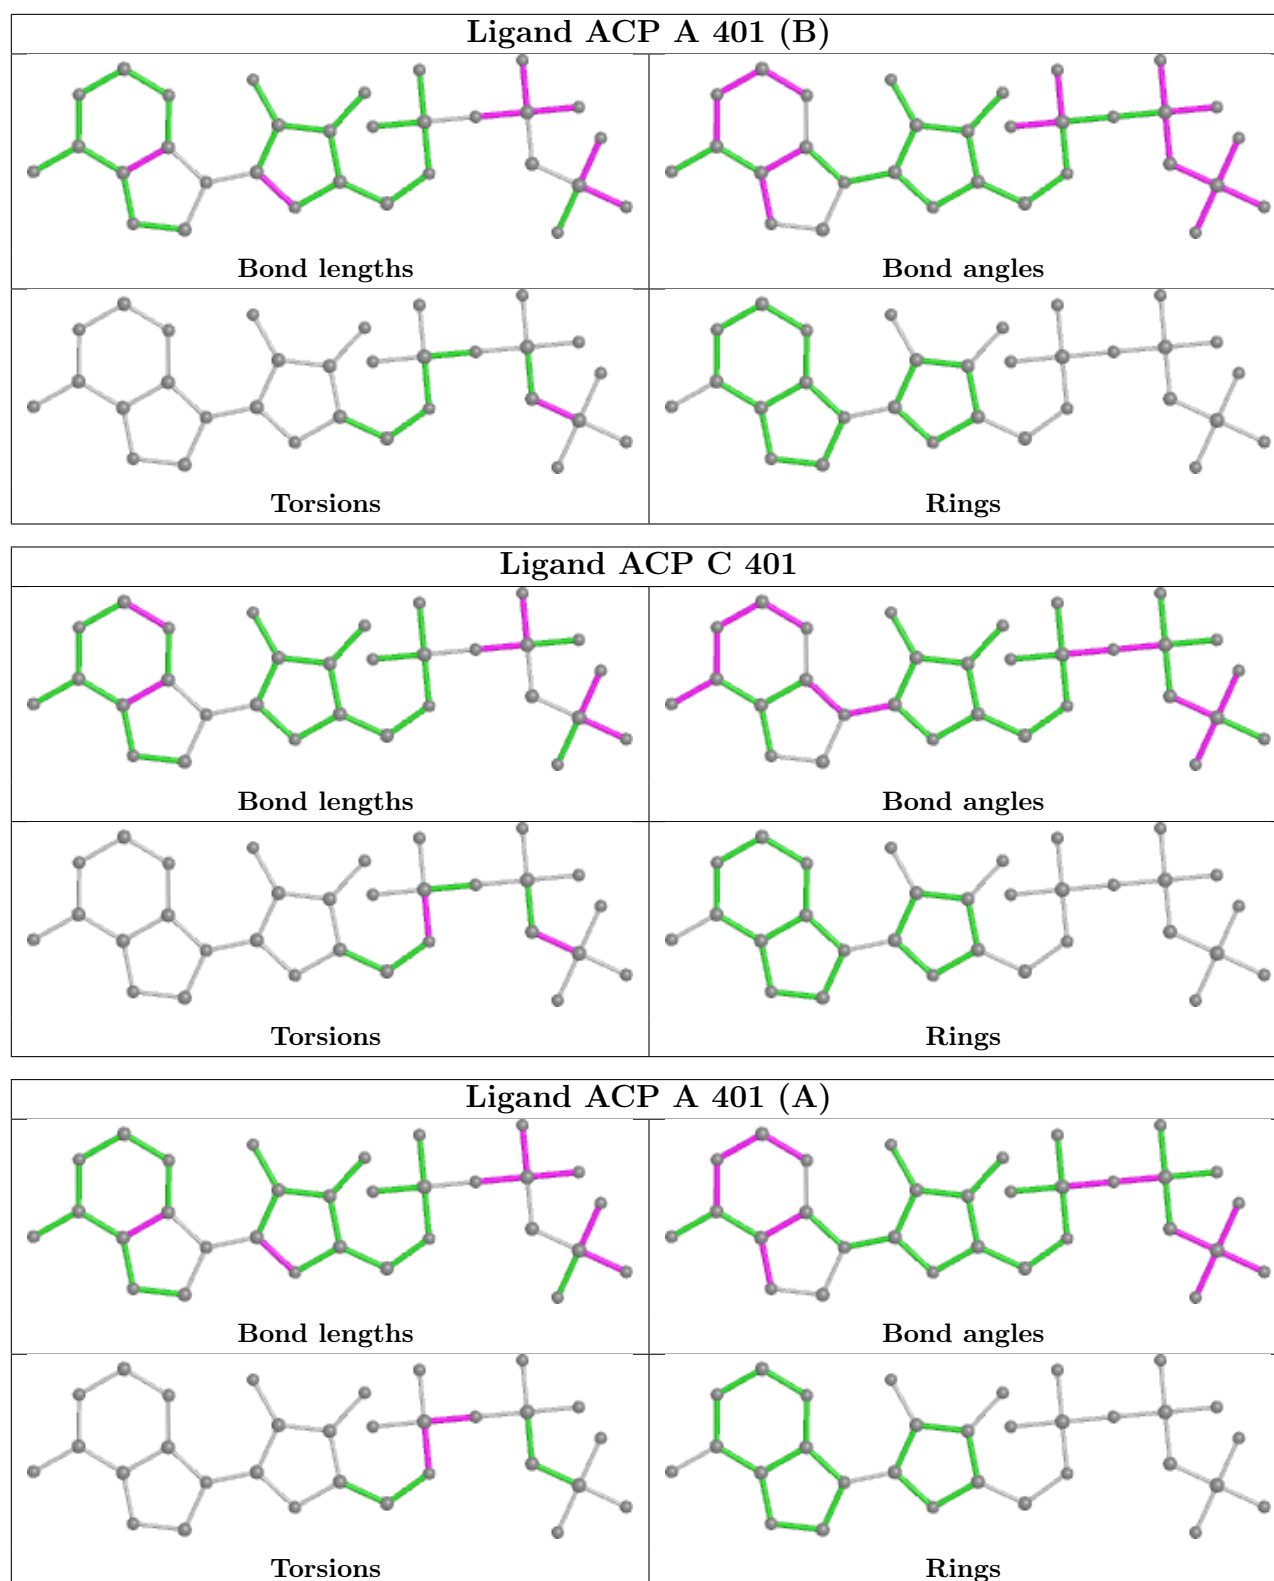 Ligand ACP A 401 (B)
Bond lengths
Bond angles
Torsions
Rings
Ligand ACP C 401
Bond lengths
Bond angles
Torsions
Rings
Ligand ACP A 401 (A)
Bond lengths
Bond angles
Torsions
Rings